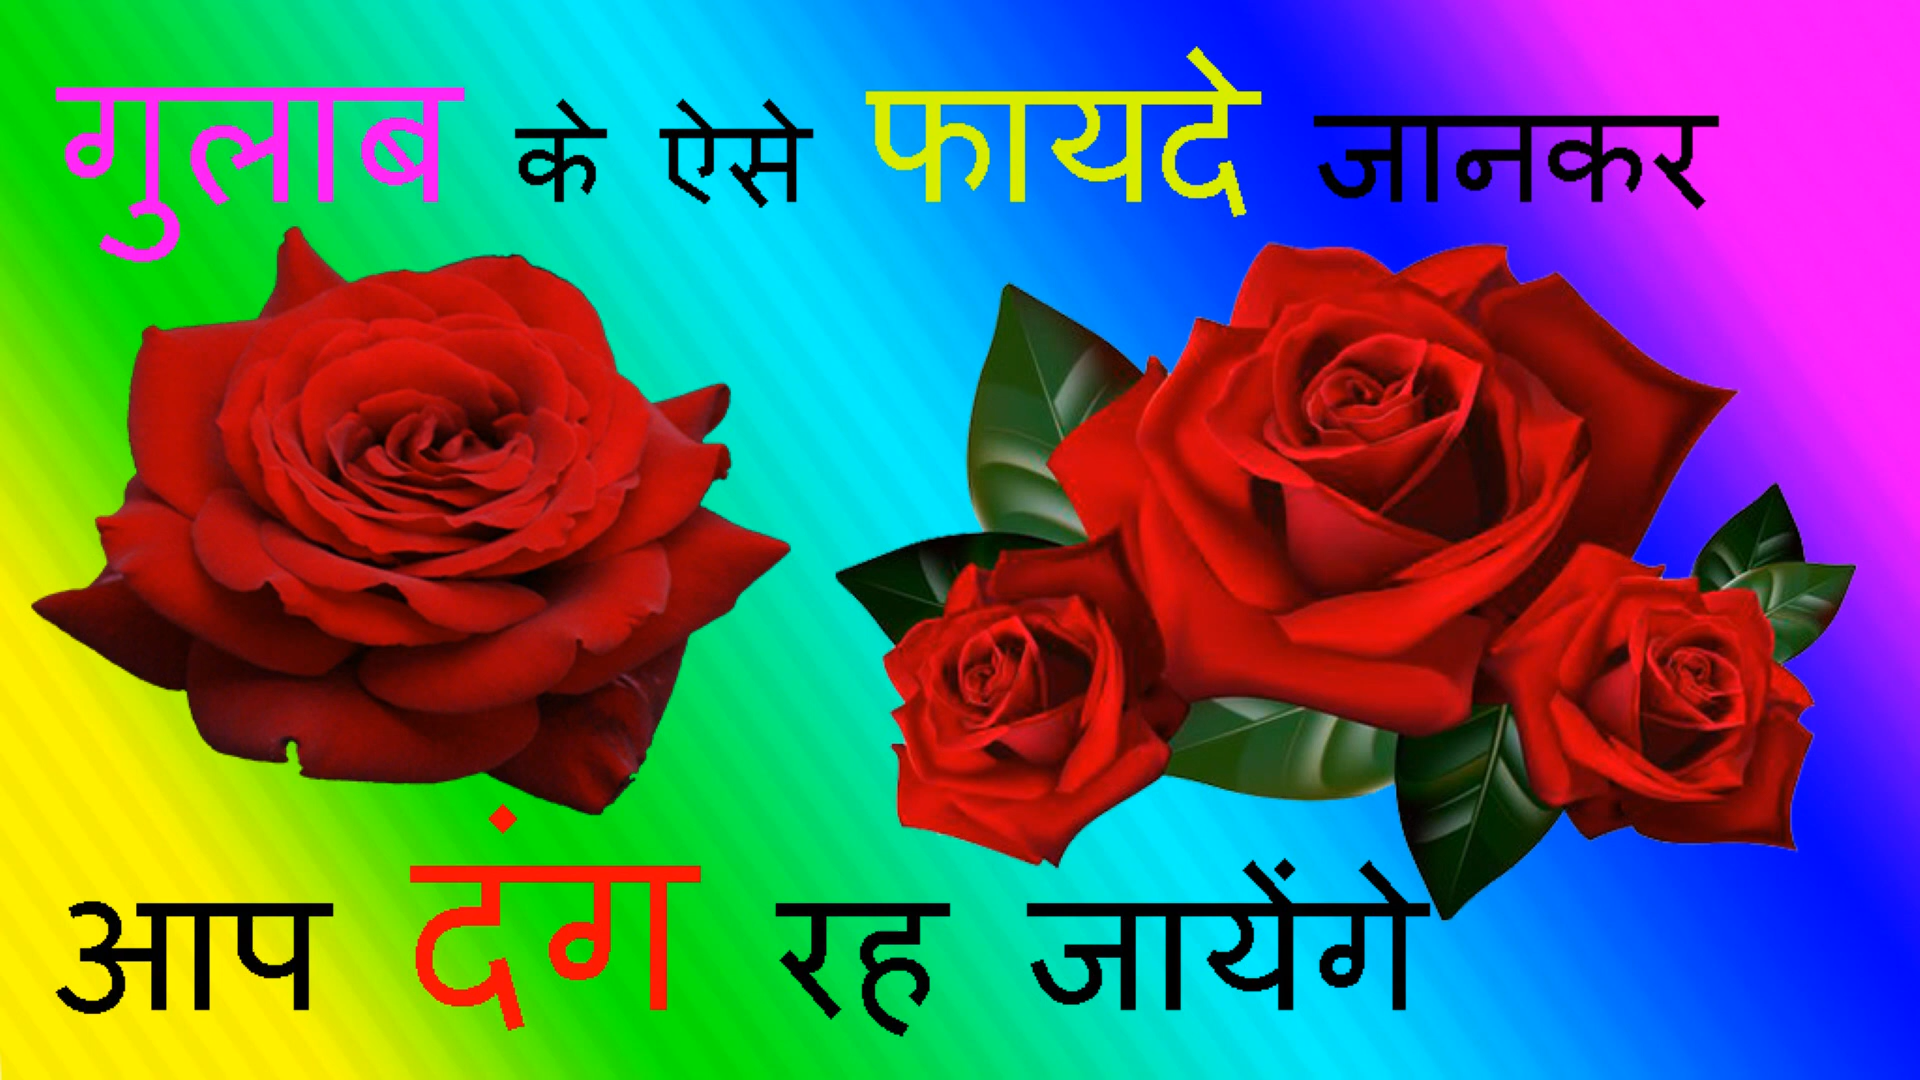 गुलाब के ऐसे फायदे जानकर
आप दंग रह जायेंगे